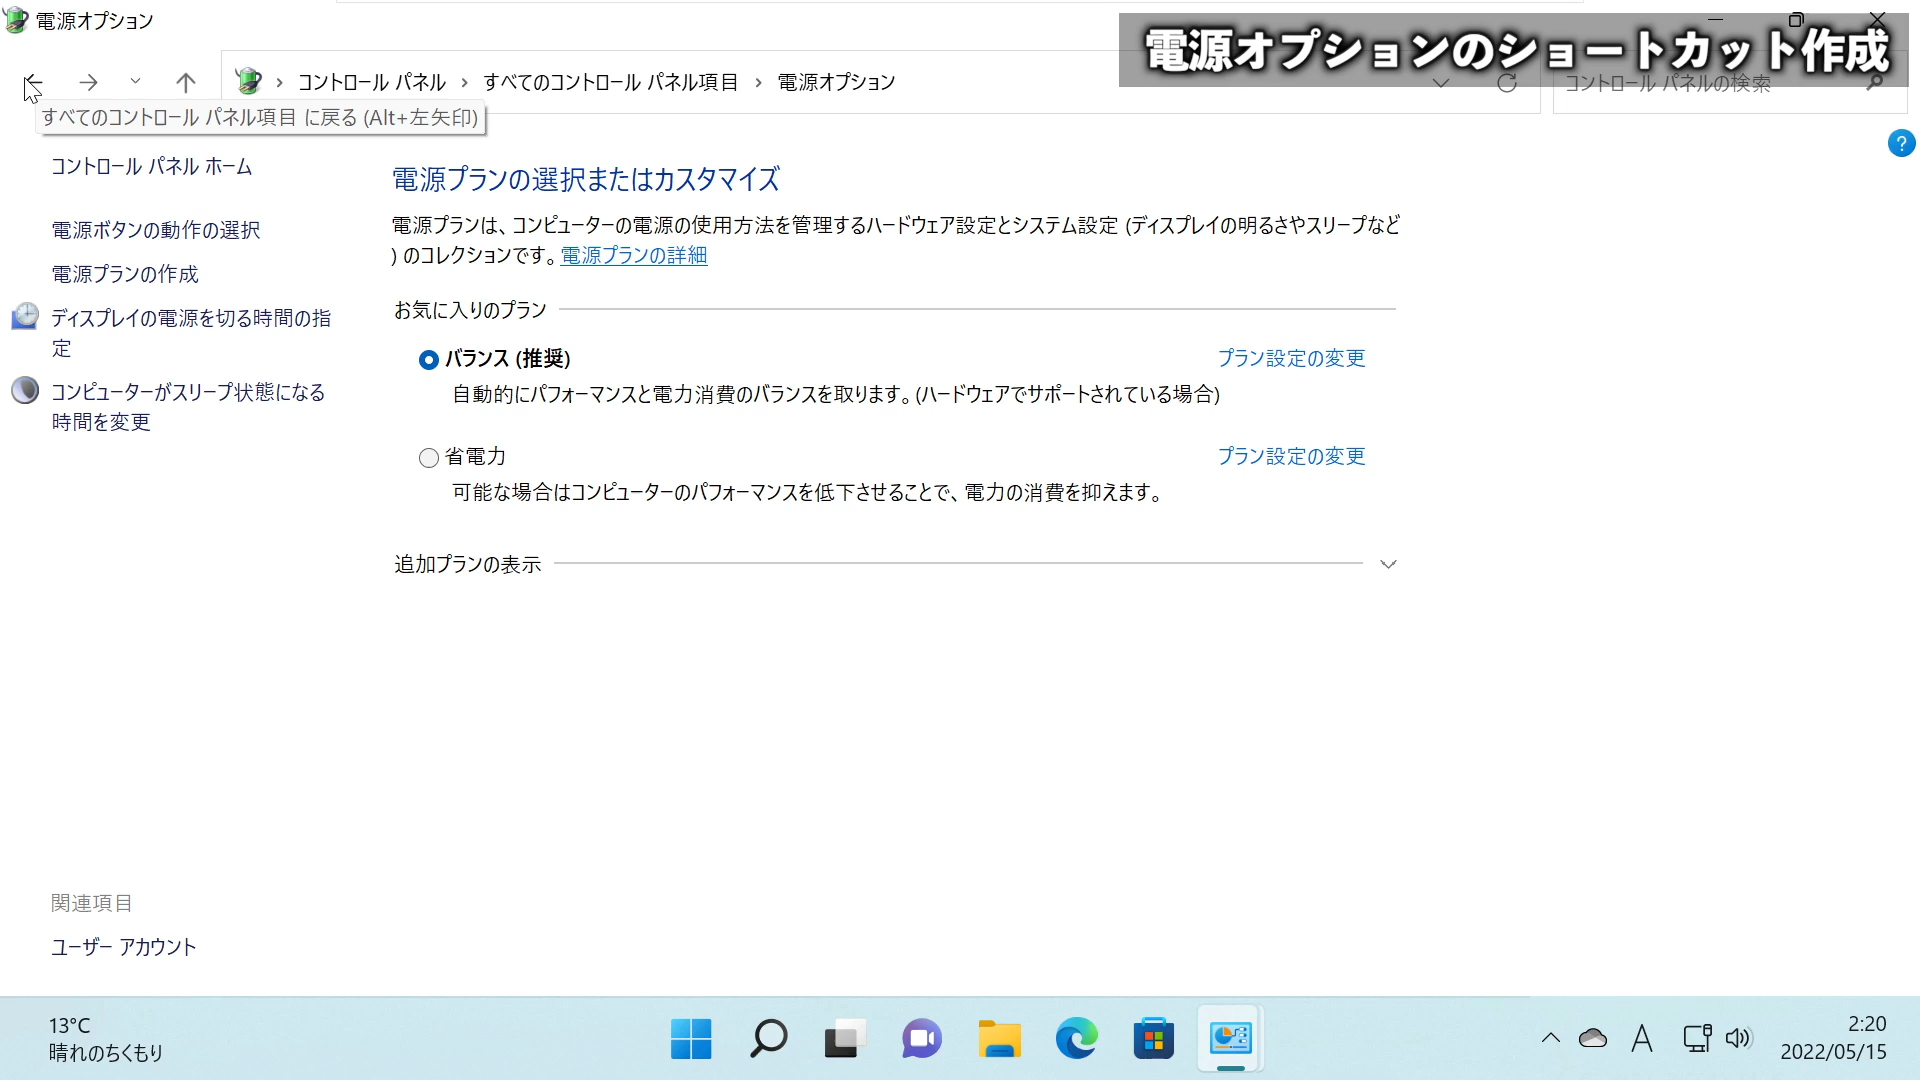 電源オプション
電源オプションのショートカット作成
コントロール パネル › すべてのコントロール パネル項目 › 電源オプション
コントロール パネルの検索
すべてのコントロール パネル項目 に戻る (Alt+左矢印)
コントロール パネル ホーム
電源ボタンの動作の選択
電源プランの作成
ディスプレイの電源を切る時間の指
定
コンピューターがスリープ状態になる
時間を変更
電源プランの選択またはカスタマイズ
電源プランは、コンピューターの電源の使用方法を管理するハードウェア設定とシステム設定 (ディスプレイの明るさやスリープなど
) のコレクションです。電源プランの詳細
お気に入りのプラン
バランス (推奨)
プラン設定の変更
自動的にパフォーマンスと電力消費のバランスを取ります。(ハードウェアでサポートされている場合)
省電力
プラン設定の変更
可能な場合はコンピューターのパフォーマンスを低下させることで、電力の消費を抑えます。
追加プランの表示
関連項目
ユーザー アカウント
13°C
晴れのちくもり
A
2:20
2022/05/15